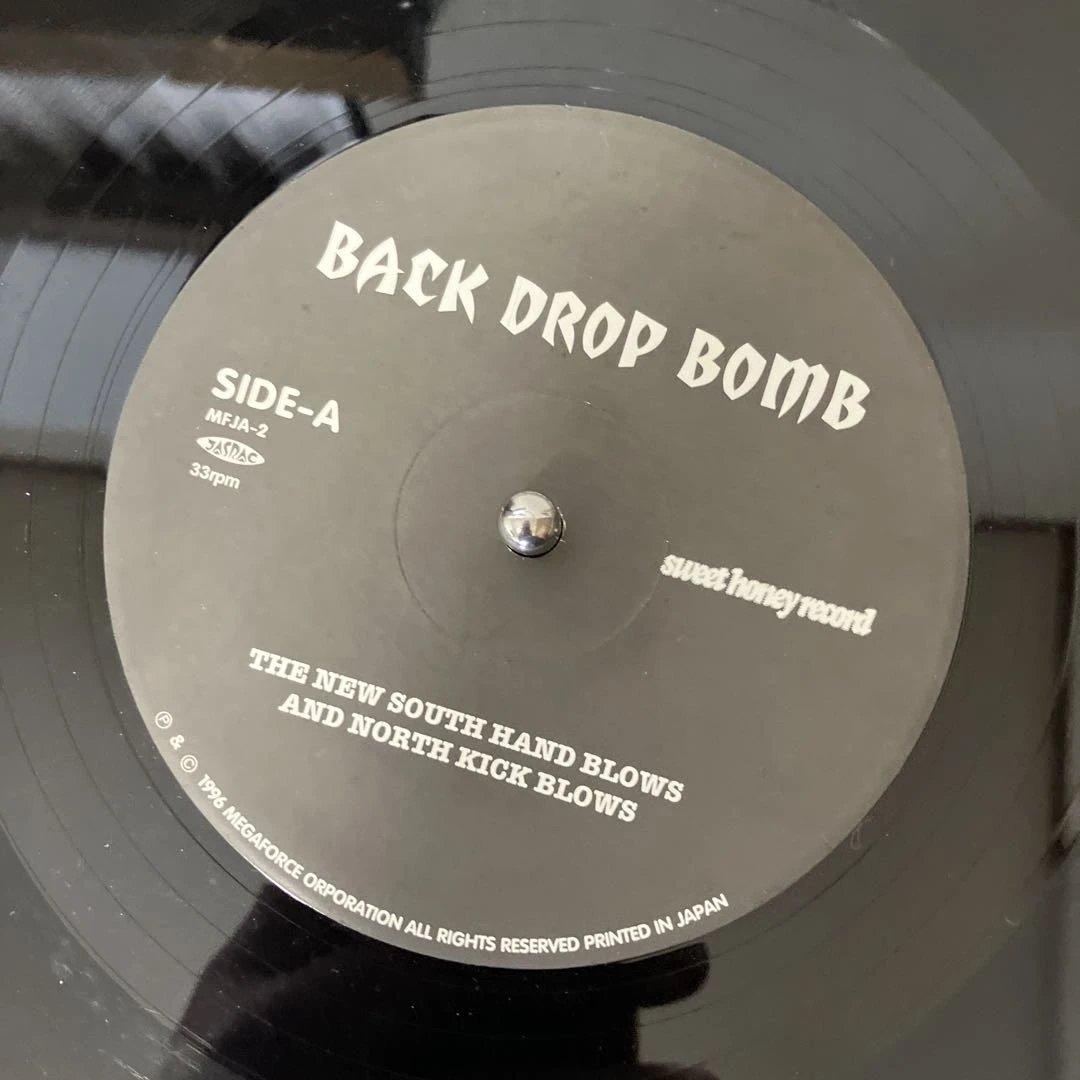 BACK DROP BOMB
SIDE-A
MFJA-2
JASRAC
33rpm
sweet honey record
THE NEW SOUTH HAND BLOWS
AND NORTH KICK BLOWS
Ⓟ & © 1996 MEGAFORCE ORPORATION ALL RIGHTS RESERVED PRINTED IN JAPAN